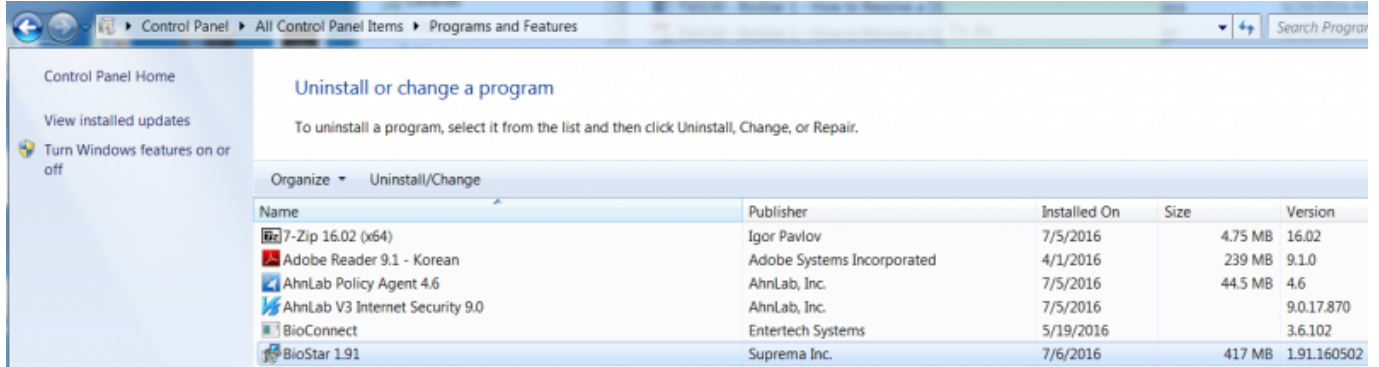 Control Panel All Control Panel Items Programs and Features Search Progra
Control Panel Home
Uninstall or change a program
View installed updates
To uninstall a program, select it from the list and then click Uninstall, Change, or Repair.
Turn Windows features on or
off
Organize Uninstall/Change
Name Publisher Installed On Size Version
7-Zip 16.02 (x64) Igor Pavlov 7/5/2016 4.75 MB 16.02
Adobe Reader 9.1 - Korean Adobe Systems Incorporated 4/1/2016 239 MB 9.1.0
AhnLab Policy Agent 4.6 AhnLab, Inc. 7/5/2016 44.5 MB 4.6
AhnLab V3 Internet Security 9.0 AhnLab, Inc. 7/5/2016 9.0.17.870
BioConnect Entertech Systems 5/19/2016 3.6.102
BioStar 1.91 Suprema Inc. 7/6/2016 417 MB 1.91.160502